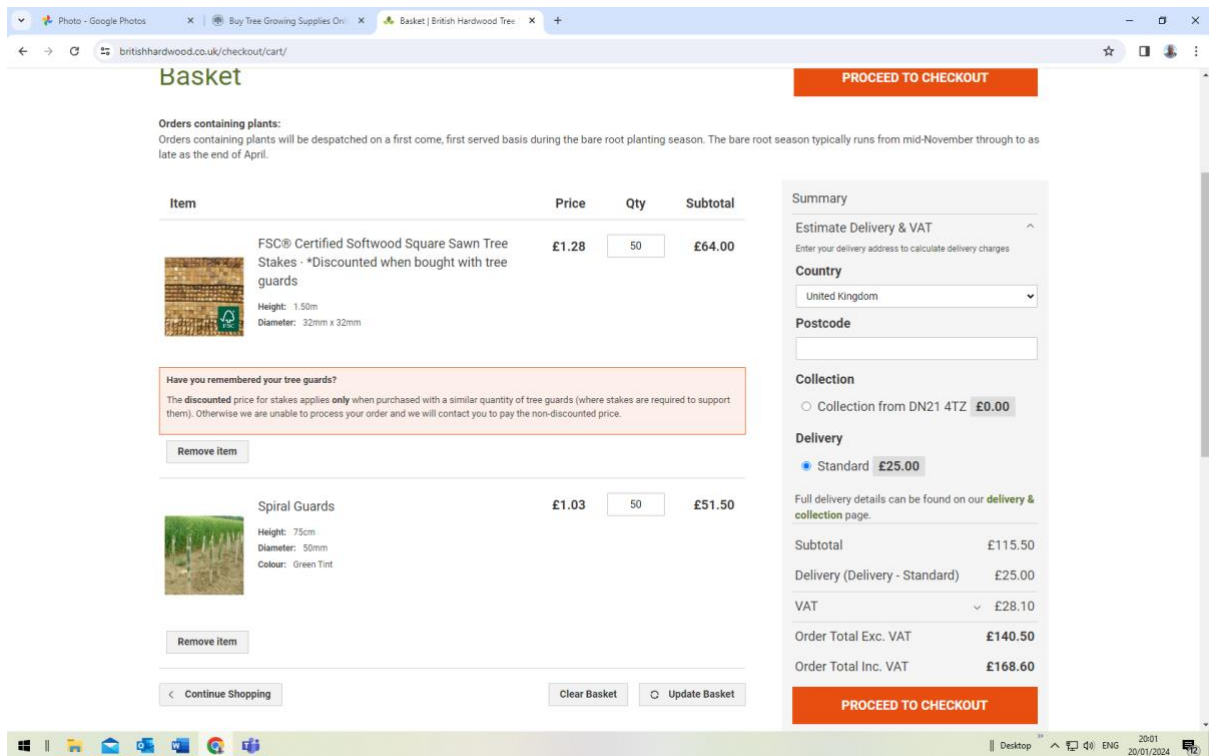 Photo - Google Photos
Buy Tree Growing Supplies Onl
Basket | British Hardwood Tree
britishhardwood.co.uk/checkout/cart/
Basket
PROCEED TO CHECKOUT
Orders containing plants:
Orders containing plants will be despatched on a first come, first served basis during the bare root planting season. The bare root season typically runs from mid-November through to as
late as the end of April.
Item Price Qty Subtotal
FSC® Certified Softwood Square Sawn Tree
Stakes · *Discounted when bought with tree
guards
£1.28 50 £64.00
Height: 1.50m
Diameter: 32mm x 32mm
FSC
Have you remembered your tree guards?
The discounted price for stakes applies only when purchased with a similar quantity of tree guards (where stakes are required to support
them). Otherwise we are unable to process your order and we will contact you to pay the non-discounted price.
Remove item
Spiral Guards £1.03 50 £51.50
Height: 75cm
Diameter: 50mm
Colour: Green Tint
Remove item
Continue Shopping
Clear Basket
Update Basket
Summary
Estimate Delivery & VAT
Enter your delivery address to calculate delivery charges
Country
United Kingdom
Postcode
Collection
Collection from DN21 4TZ £0.00
Delivery
Standard £25.00
Full delivery details can be found on our delivery &
collection page.
Subtotal £115.50
Delivery (Delivery - Standard) £25.00
VAT £28.10
Order Total Exc. VAT £140.50
Order Total Inc. VAT £168.60
PROCEED TO CHECKOUT
Desktop
ENG
20:01
20/01/2024
12